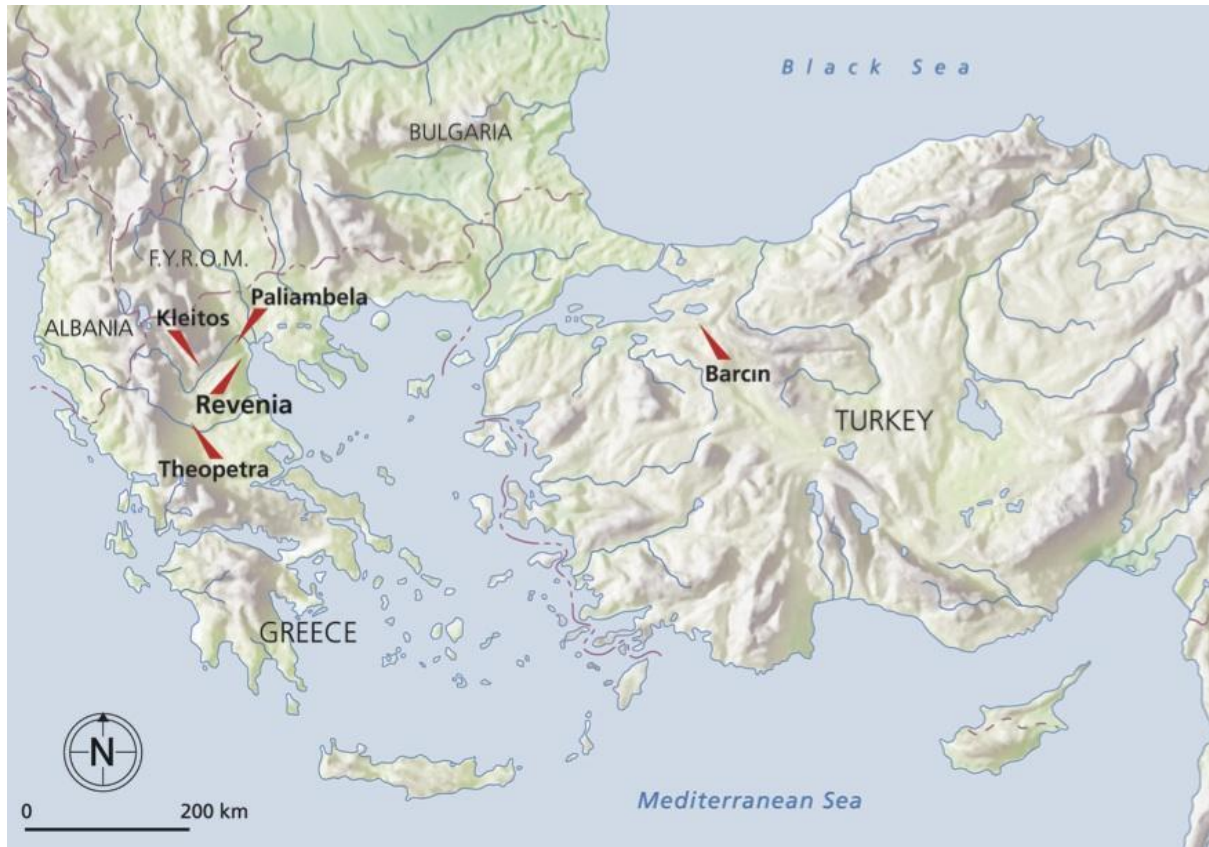 Black Sea
BULGARIA
F.Y.R.O.M.
Paliambela
ALBANIA
Kleitos
Barcın
Revenia
TURKEY
Theopetra
GREECE
N
0 200 km
Mediterranean Sea